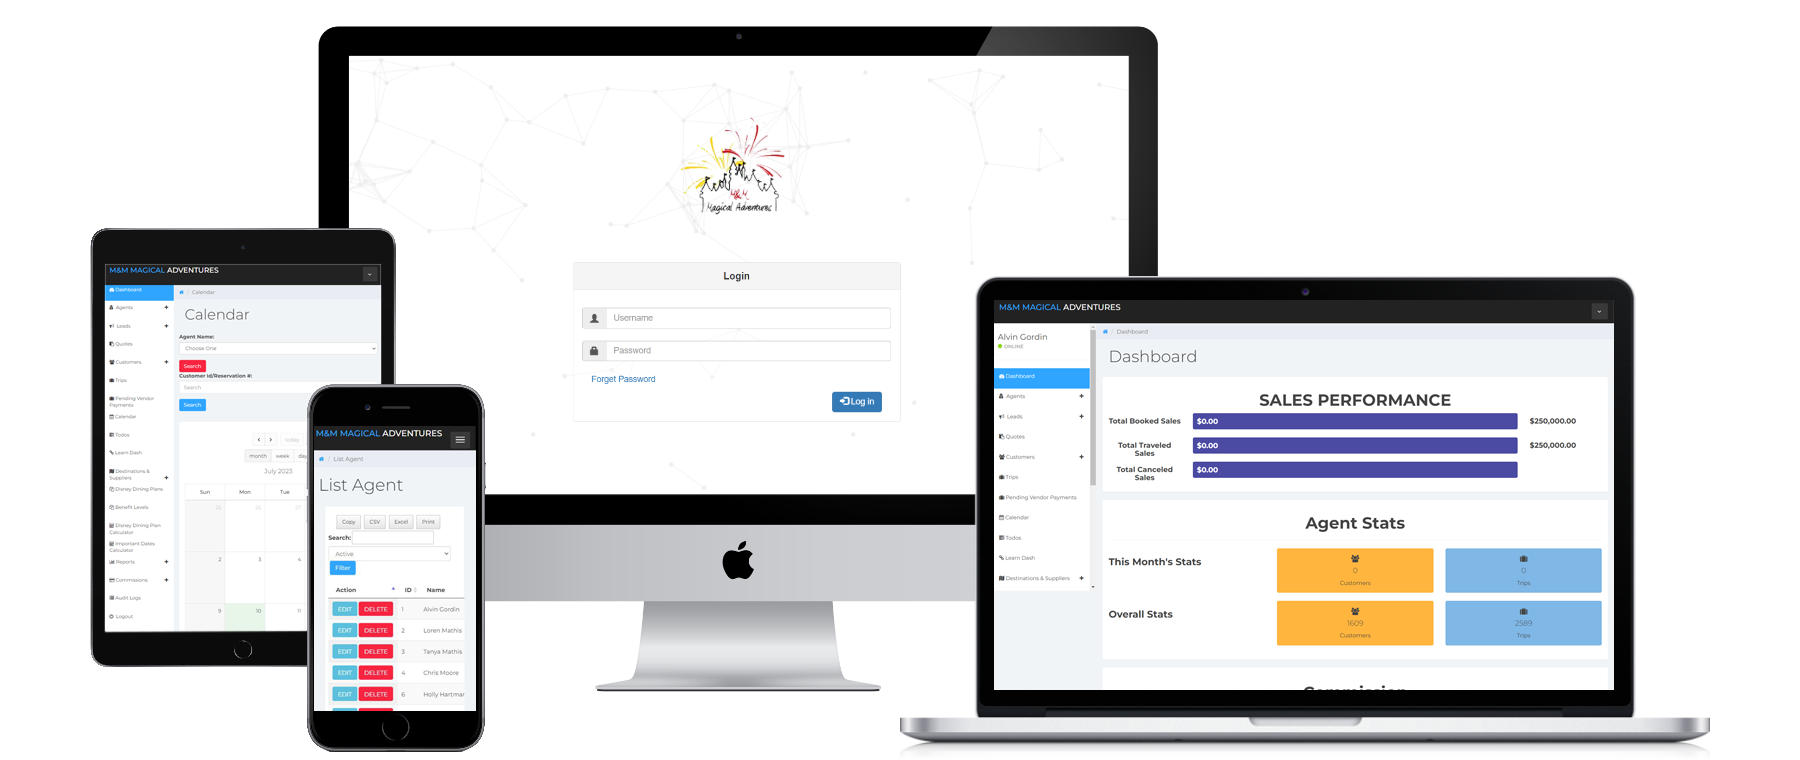 M&M
Magical Adventures
Login
Username
Password
Forget Password
Log in
M&M MAGICAL ADVENTURES
Dashboard
Agents
Leads
Quotes
Customers
Trips
Pending Vendor
Payments
Calendar
Todos
Learn Dash
Destinations &
Suppliers
Disney Dining Plans
Benefit Levels
Disney Dining Plan
Calculator
Important Dates
Calculator
Reports
Commissions
Audit Logs
Logout
/ Calendar
Calendar
Agent Name:
Choose One
Search
Customer Id/Reservation #:
Search
Search
today
month week day
July 2023
Sun Mon Tue
25 26 27
2 3 4
9 10 11
M&M MAGICAL ADVENTURES
/ List Agent
List Agent
Copy CSV Excel Print
Search:
Active
Filter
Action ID Name
EDIT DELETE 1 Alvin Gordin
EDIT DELETE 2 Loren Mathis
EDIT DELETE 3 Tanya Mathis
EDIT DELETE 4 Chris Moore
EDIT DELETE 6 Holly Hartmar
M&M MAGICAL ADVENTURES
Alvin Gordin
ONLINE
Dashboard
Agents
Leads
Quotes
Customers
Trips
Pending Vendor Payments
Calendar
Todos
Learn Dash
Destinations & Suppliers
/ Dashboard
Dashboard
SALES PERFORMANCE
Total Booked Sales $0.00 $250,000.00
Total Traveled
Sales $0.00 $250,000.00
Total Canceled
Sales $0.00
Agent Stats
This Month's Stats
0
Customers
0
Trips
Overall Stats
1609
Customers
2589
Trips
Commission